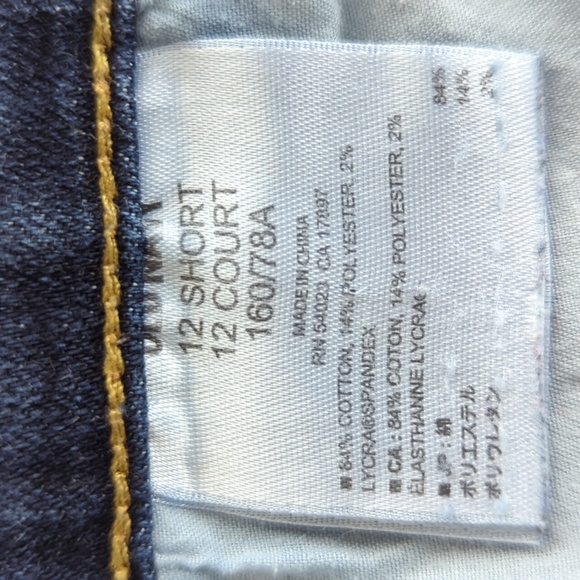 12 SHORT
12 COURT
160/78A
MADE IN CHINA
RN 54023 CA 17897
84% COTTON, 14% POLYESTER, 2%
LYCRA®SPANDEX
CA : 84% COTON, 14% POLYESTER, 2%
ÉLASTHANNE LYCRA®
JP : 綿 84%
ポリエステル 14%
ポリウレタン 2%